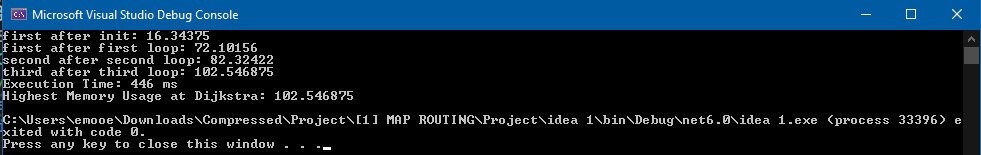 Microsoft Visual Studio Debug Console
first after init: 16.34375
first after first loop: 72.10156
second after second loop: 82.32422
third after third loop: 102.546875
Execution Time: 446 ms
Highest Memory Usage at Dijkstra: 102.546875
C:\Users\emooe\Downloads\Compressed\Project\[1] MAP ROUTING\Project\idea 1\bin\Debug\net6.0\idea 1.exe (process 33396) e
xited with code 0.
Press any key to close this window . . .